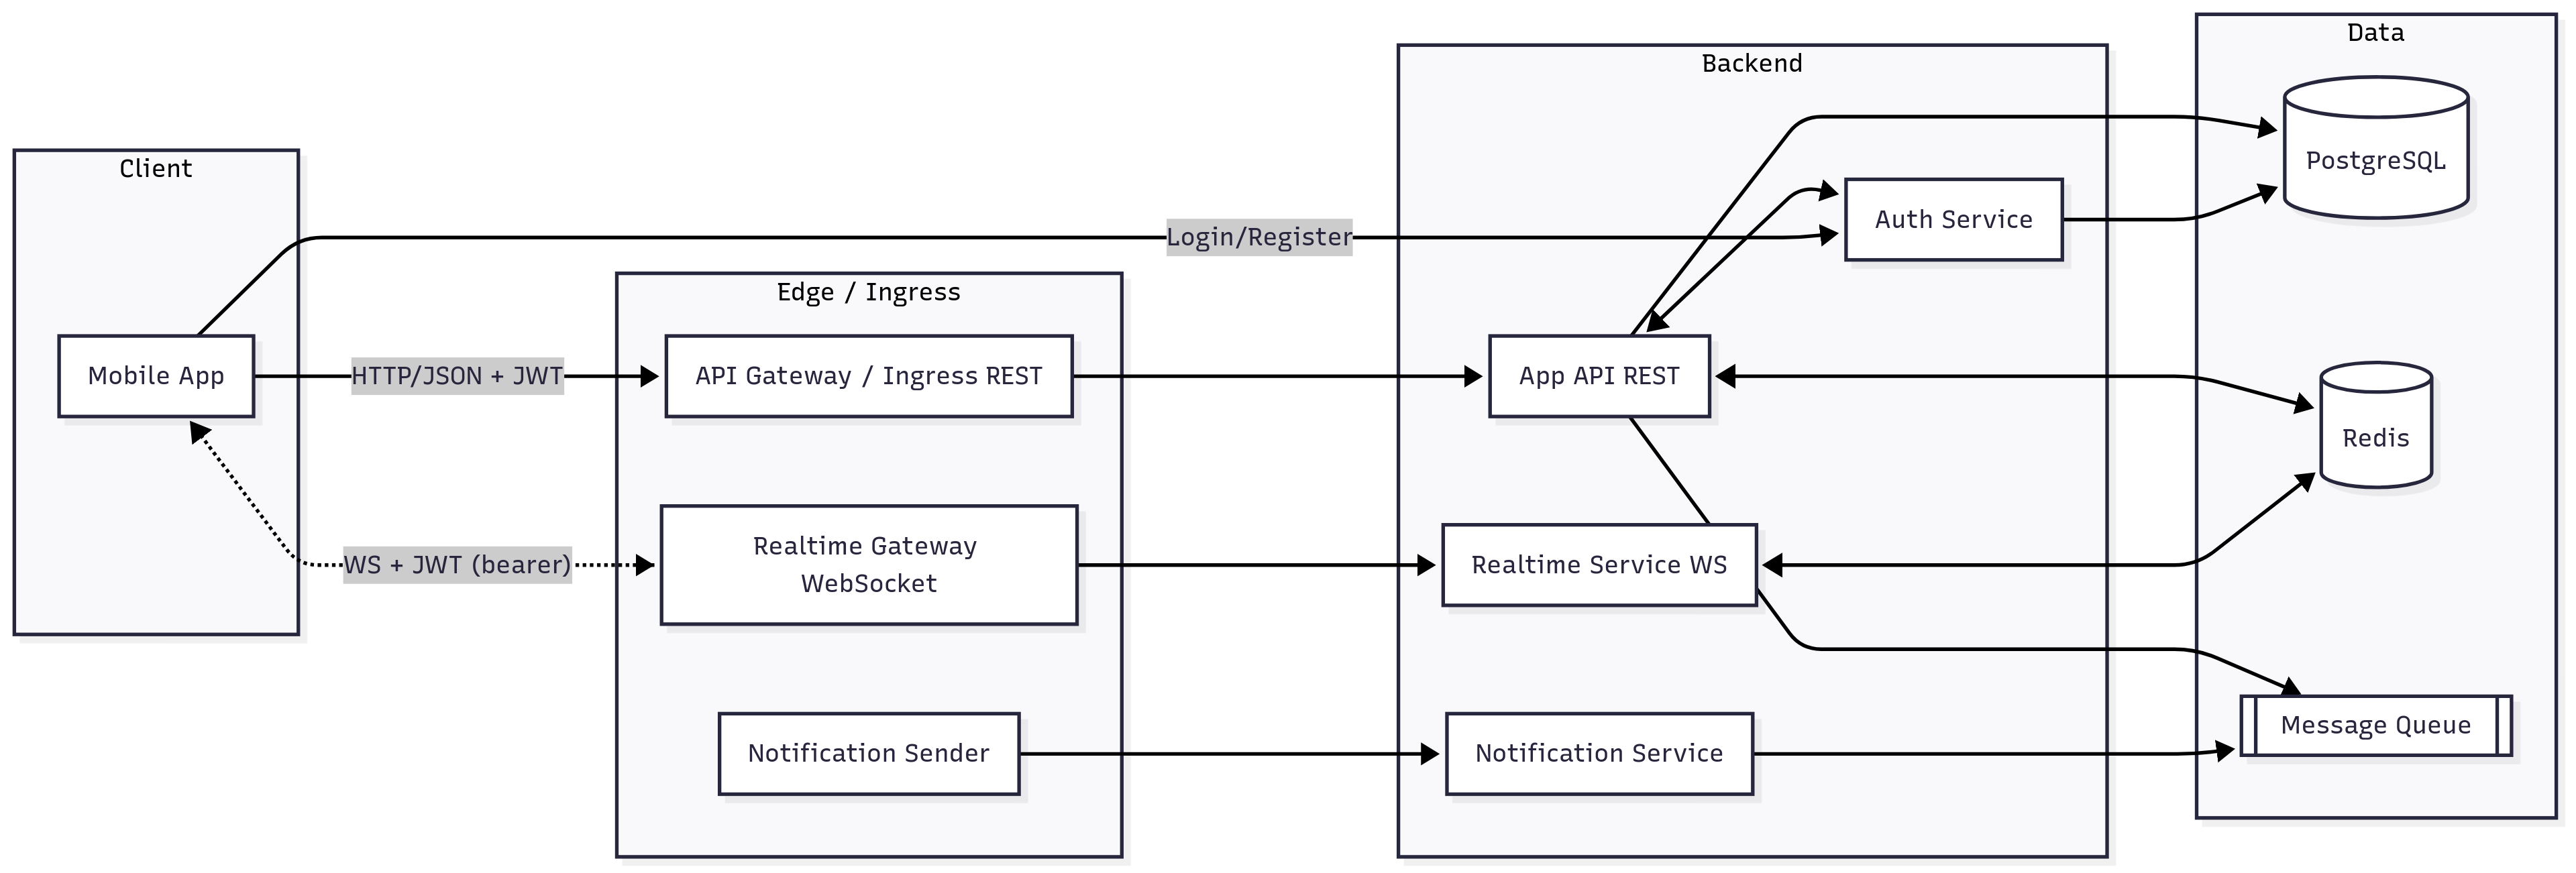 Client
Mobile App
Login/Register
HTTP/JSON + JWT
WS + JWT (bearer)
Edge / Ingress
API Gateway / Ingress REST
Realtime Gateway
WebSocket
Notification Sender
Backend
Auth Service
App API REST
Realtime Service WS
Notification Service
Data
PostgreSQL
Redis
Message Queue